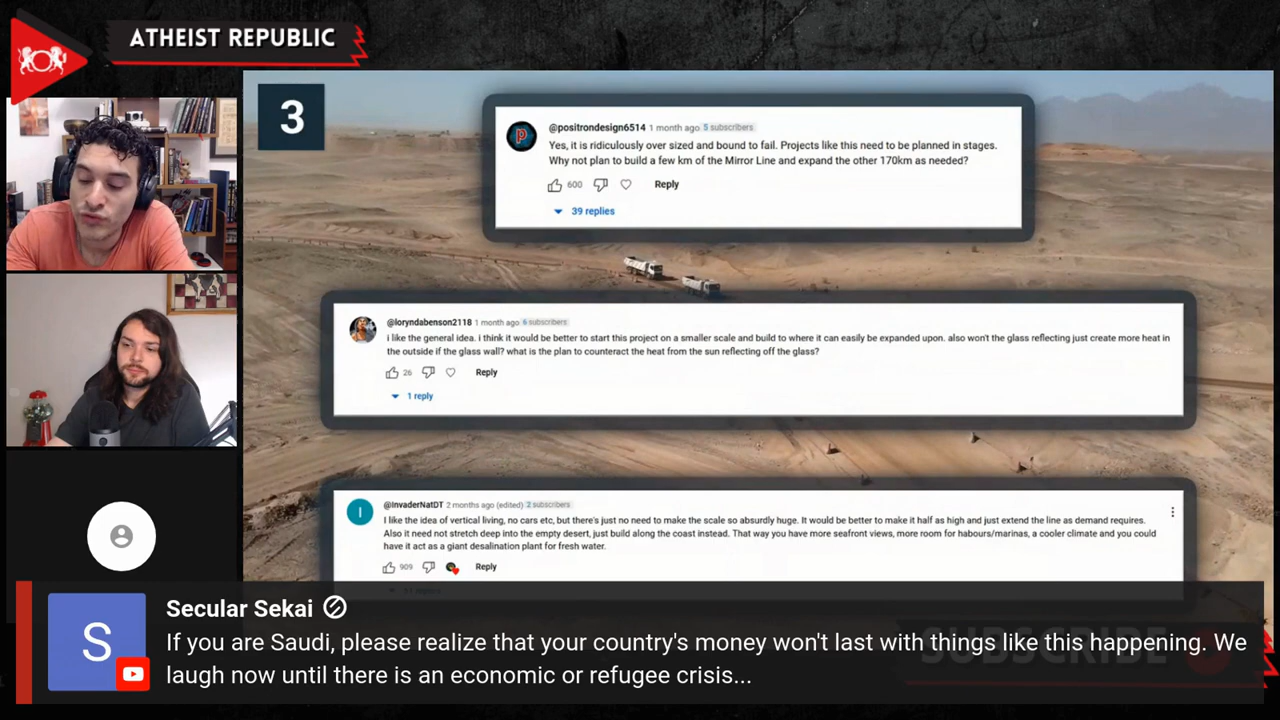 ATHEIST REPUBLIC
3
@positrondesign6514 1 month ago 5 subscribers
Yes, it is ridiculously over sized and bound to fail. Projects like this need to be planned in stages.
Why not plan to build a few km of the Mirror Line and expand the other 170km as needed?
600 Reply
39 replies
@loryndabenson2118 1 month ago 6 subscribers
i like the general idea. i think it would be better to start this project on a smaller scale and build to where it can easily be expanded upon. also won't the glass reflecting just create more heat in
the outside if the glass wall? what is the plan to counteract the heat from the sun reflecting off the glass?
26 Reply
1 reply
I
@InvaderNatDT 2 months ago (edited) 2 subscribers
I like the idea of vertical living, no cars etc, but there's just no need to make the scale so absurdly huge. It would be better to make it half as high and just extend the line as demand requires.
Also it need not stretch deep into the empty desert, just build along the coast instead. That way you have more seafront views, more room for habours/marinas, a cooler climate and you could
have it act as a giant desalination plant for fresh water.
909 Reply
SUBSCRIBE
S
Secular Sekai
If you are Saudi, please realize that your country's money won't last with things like this happening. We
laugh now until there is an economic or refugee crisis...